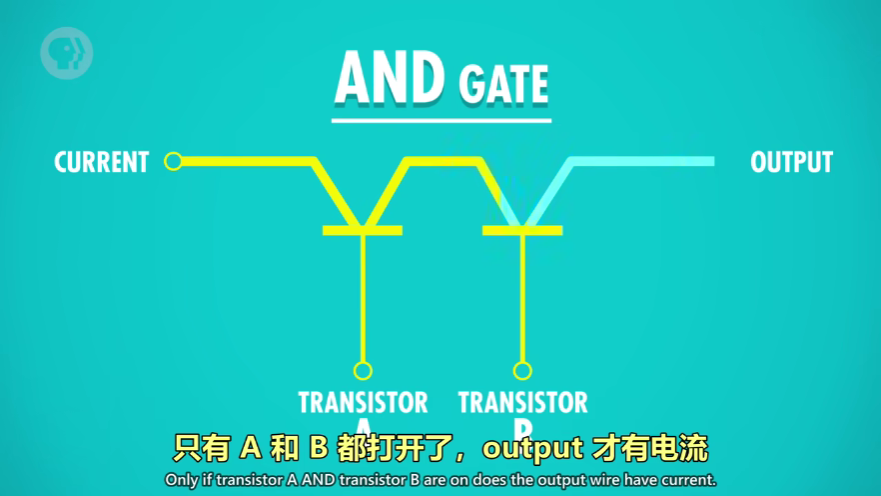 AND GATE
CURRENT
OUTPUT
TRANSISTOR
TRANSISTOR
A
B
只有 A 和 B 都打开了，output 才有电流
Only if transistor A AND transistor B are on does the output wire have current.